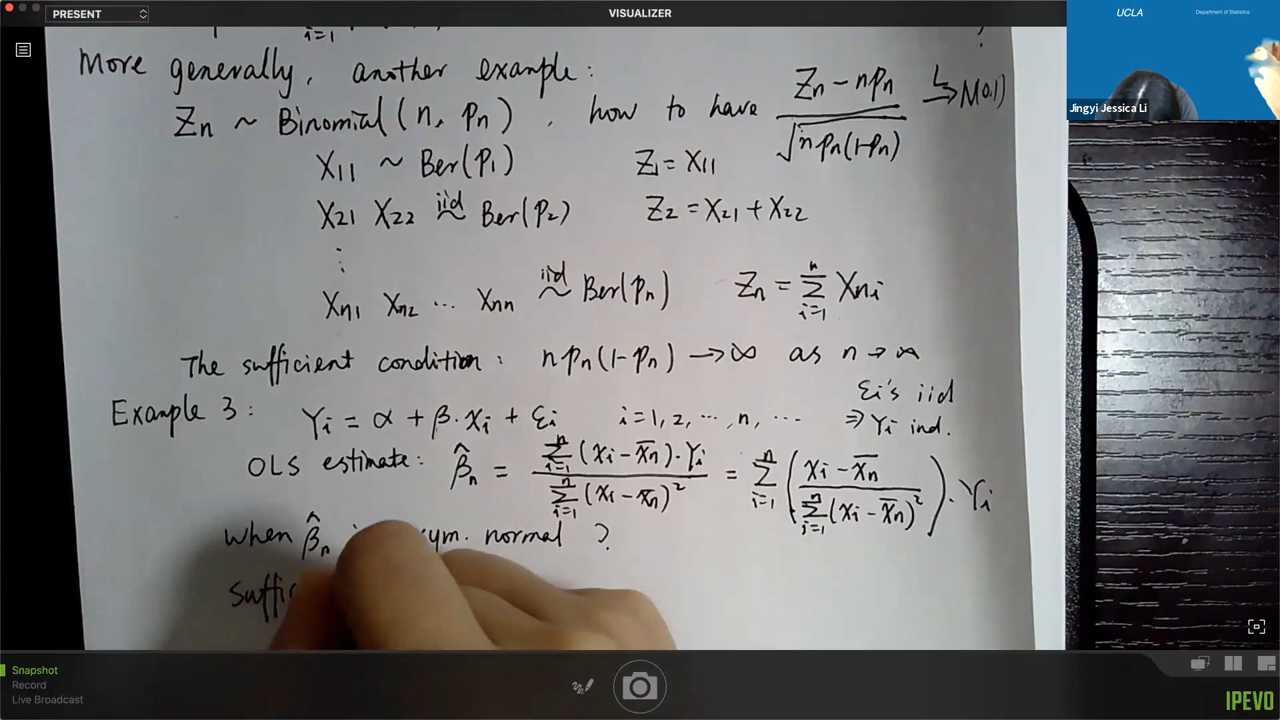 PRESENT
VISUALIZER
UCLA
Department of Statistics
Jingyi Jessica Li
i=1
?
More generally, another example:
Zn ~ Binomial (n, pn), how to have (Zn − npn) / √(npn(1−pn)) →L N(0,1)
X11 ~ Ber(p1) Z1 = X11
X21 X22 iid~ Ber(p2) Z2 = X21 + X22
⋮
Xn1 Xn2 ... Xnn iid~ Ber(pn) Zn = Σ_{i=1}^n Xni
The sufficient condition: npn(1−pn) → ∞ as n → ∞
εi's iid
Example 3: Yi = α + β·xi + εi i=1, 2, ..., n, ... ⇒ Yi ind.
OLS estimate: β̂n = Σ_{i=1}^n (xi − x̄n)·Yi / Σ_{i=1}^n (xi − x̄n)² = Σ_{i=1}^n ( (xi − x̄n) / Σ_{i=1}^n (xi − x̄n)² )·Yi
when β̂n ym. normal ?
suffic
Snapshot
Record
Live Broadcast
IPEVO